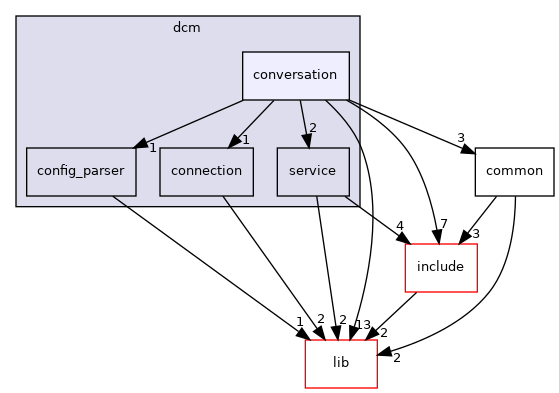 dcm
conversation
1
1
2
3
config_parser
connection
service
common
4
7
3
include
1
2
2
13
2
2
lib